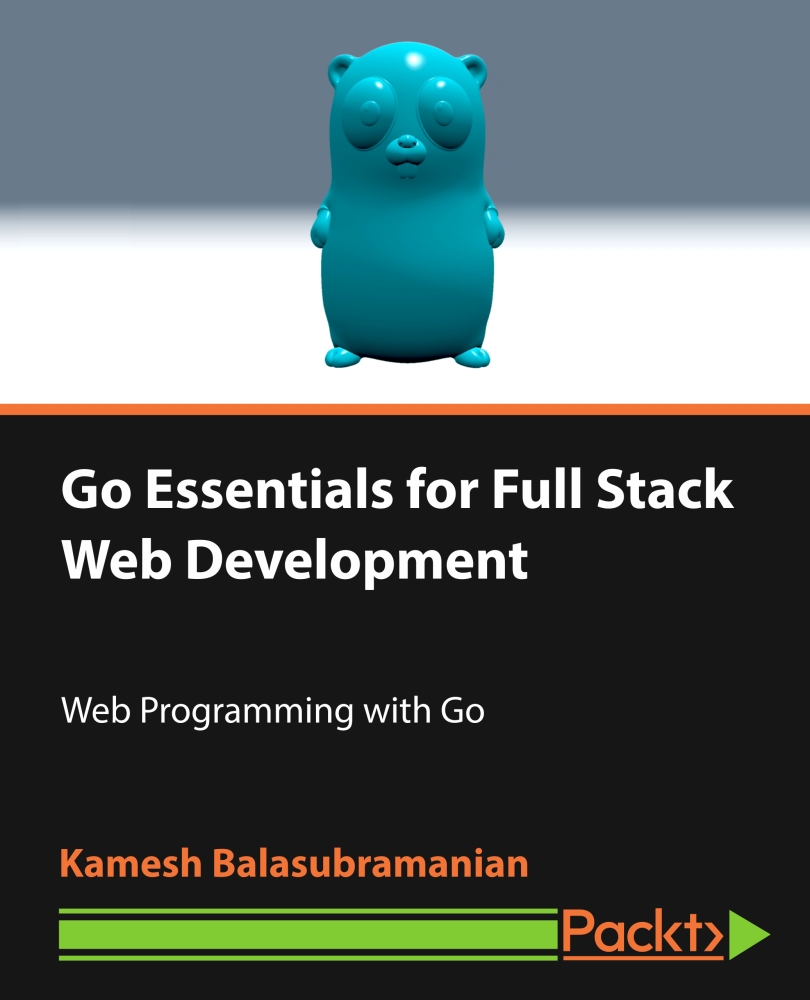 Go Essentials for Full Stack
Web Development
Web Programming with Go
Kamesh Balasubramanian
Packt